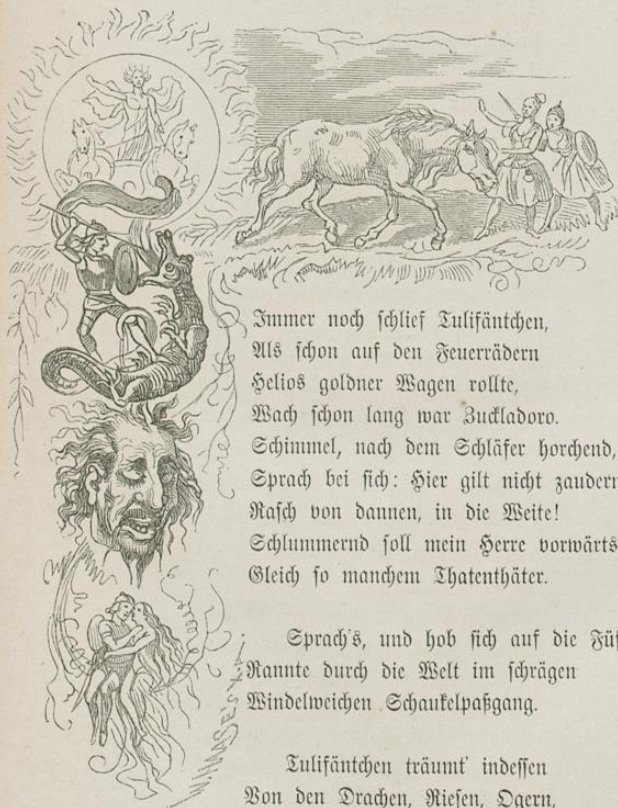 Immer noch schlief Tulifäntchen,
Als schon auf den Feuerrädern
Helios goldner Wagen rollte,
Wach schon lang war Zuckladoro.
Schimmel, nach dem Schläfer horchend,
Sprach bei sich: Hier gilt nicht zaudern
Rasch von dannen, in die Weite!
Schlummernd soll mein Herre vorwärts
Gleich so manchem Thatenthäter.
Sprach's, und hob sich auf die Füß
Rannte durch die Welt im schrägen
Windelweichen Schaukelpaßgang.
Tulifäntchen träumt' indessen
Von den Drachen, Riesen, Ogern,